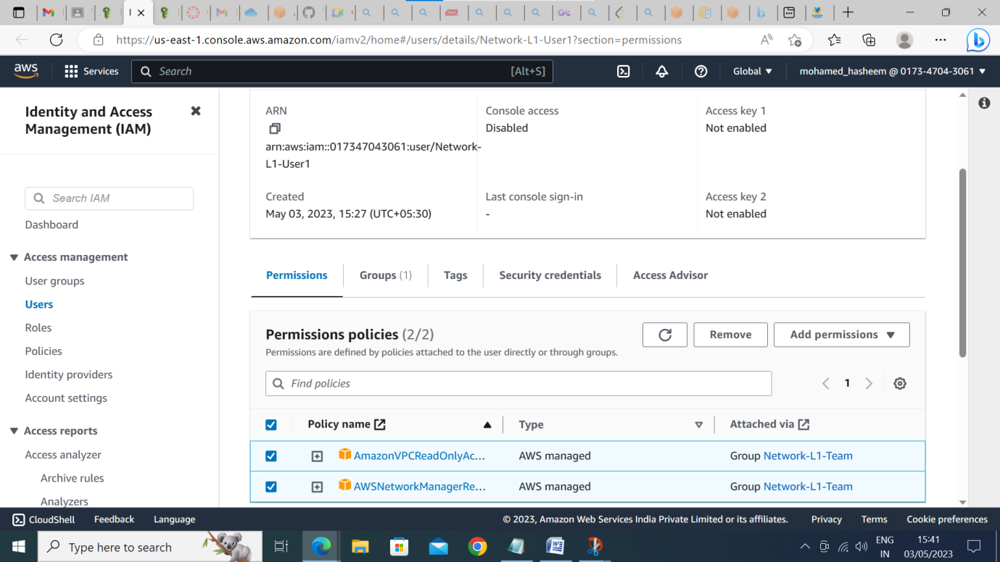 https://us-east-1.console.aws.amazon.com/iamv2/home#/users/details/Network-L1-User1?section=permissions
aws Services Search [Alt+S] Global mohamed_hasheem @ 0173-4704-3061
Identity and Access
Management (IAM)
Search IAM
Dashboard
Access management
User groups
Users
Roles
Policies
Identity providers
Account settings
Access reports
Access analyzer
Archive rules
Analyzers
ARN
arn:aws:iam::017347043061:user/Network-
L1-User1
Console access
Disabled
Access key 1
Not enabled
Created
May 03, 2023, 15:27 (UTC+05:30)
Last console sign-in
-
Access key 2
Not enabled
Permissions Groups (1) Tags Security credentials Access Advisor
Permissions policies (2/2) Remove Add permissions
Permissions are defined by policies attached to the user directly or through groups.
Find policies 1
Policy name Type Attached via
AmazonVPCReadOnlyAc... AWS managed Group Network-L1-Team
AWSNetworkManagerRe... AWS managed Group Network-L1-Team
CloudShell Feedback Language © 2023, Amazon Web Services India Private Limited or its affiliates. Privacy Terms Cookie preferences
Type here to search
ENG
IN
15:41
03/05/2023